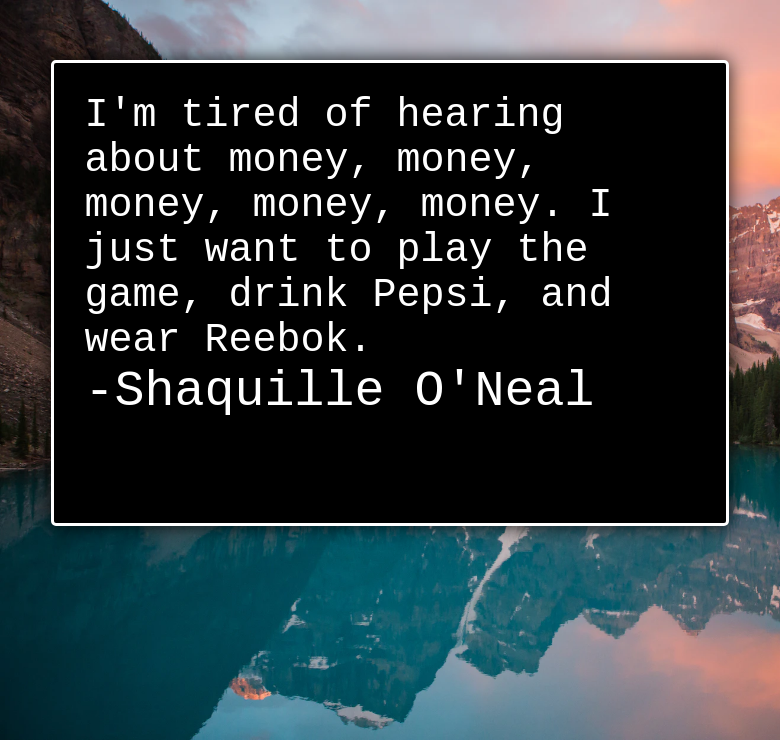 I'm tired of hearing
about money, money,
money, money, money. I
just want to play the
game, drink Pepsi, and
wear Reebok.
-Shaquille O'Neal